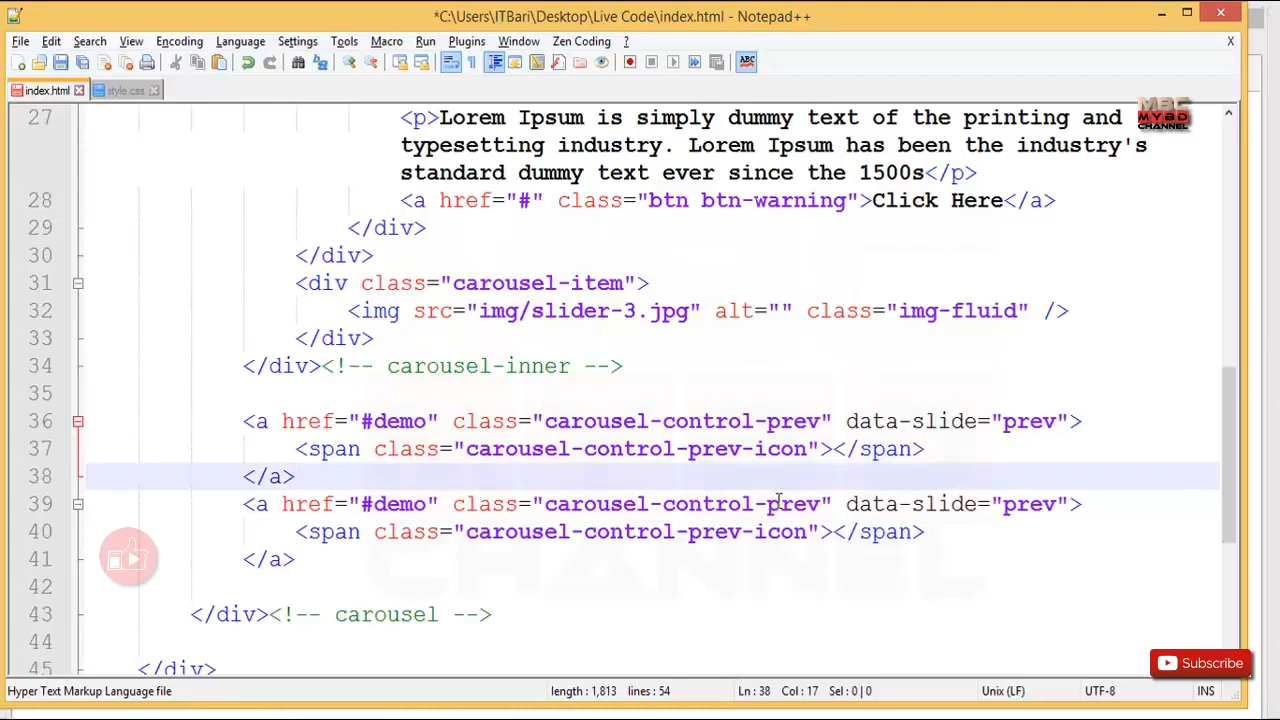 *C:\Users\ITBari\Desktop\Live Code\index.html - Notepad++
File Edit Search View Encoding Language Settings Tools Macro Run Plugins Window Zen Coding ? X
index.html style.css
27 <p>Lorem Ipsum is simply dummy text of the printing and
typesetting industry. Lorem Ipsum has been the industry's
standard dummy text ever since the 1500s</p>
28 <a href="#" class="btn btn-warning">Click Here</a>
29 </div>
30 </div>
31 <div class="carousel-item">
32 <img src="img/slider-3.jpg" alt="" class="img-fluid" />
33 </div>
34 </div><!-- carousel-inner -->
35
36 <a href="#demo" class="carousel-control-prev" data-slide="prev">
37 <span class="carousel-control-prev-icon"></span>
38 </a>
39 <a href="#demo" class="carousel-control-prev" data-slide="prev">
40 <span class="carousel-control-prev-icon"></span>
41 </a>
42
43 </div><!-- carousel -->
44
45 </div>
MBC
MYBD
CHANNEL
CHANNEL
Subscribe
Hyper Text Markup Language file length : 1,813 lines : 54 Ln : 38 Col : 17 Sel : 0 | 0 Unix (LF) UTF-8 INS